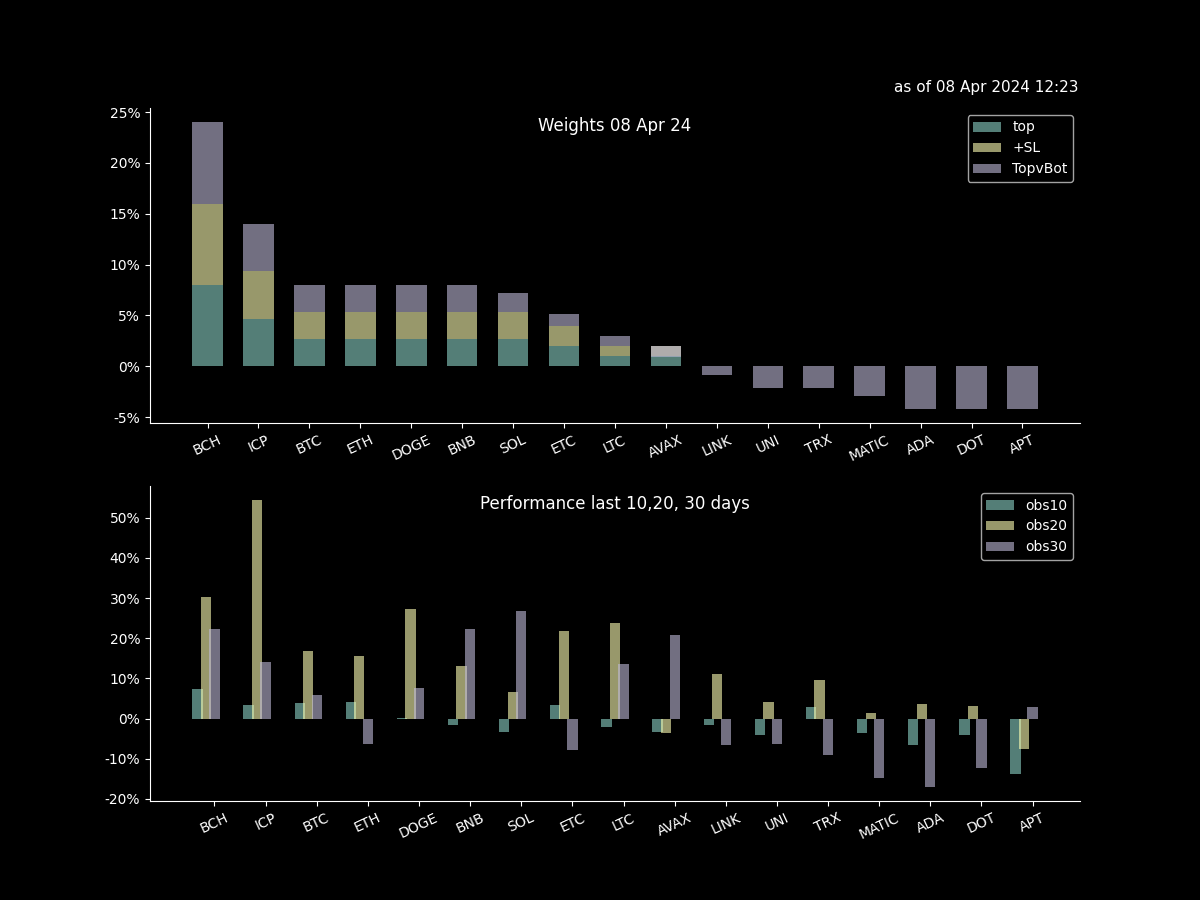 as of 08 Apr 2024 12:23
Weights 08 Apr 24
top
+SL
TopvBot
25%
20%
15%
10%
5%
0%
-5%
BCH ICP BTC ETH DOGE BNB SOL ETC LTC AVAX LINK UNI TRX MATIC ADA DOT APT
Performance last 10,20, 30 days
obs10
obs20
obs30
50%
40%
30%
20%
10%
0%
-10%
-20%
BCH ICP BTC ETH DOGE BNB SOL ETC LTC AVAX LINK UNI TRX MATIC ADA DOT APT